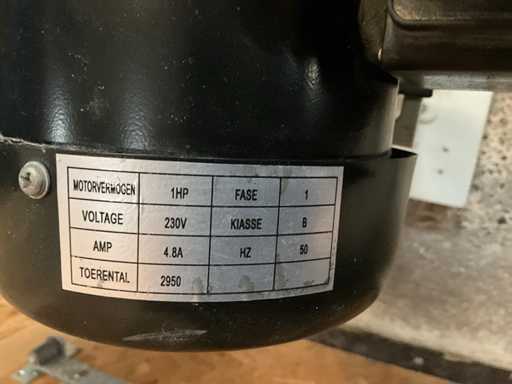 MOTORVERMOGEN 1HP FASE 1
VOLTAGE 230V KIASSE B
AMP 4.8A HZ 50
TOERENTAL 2950